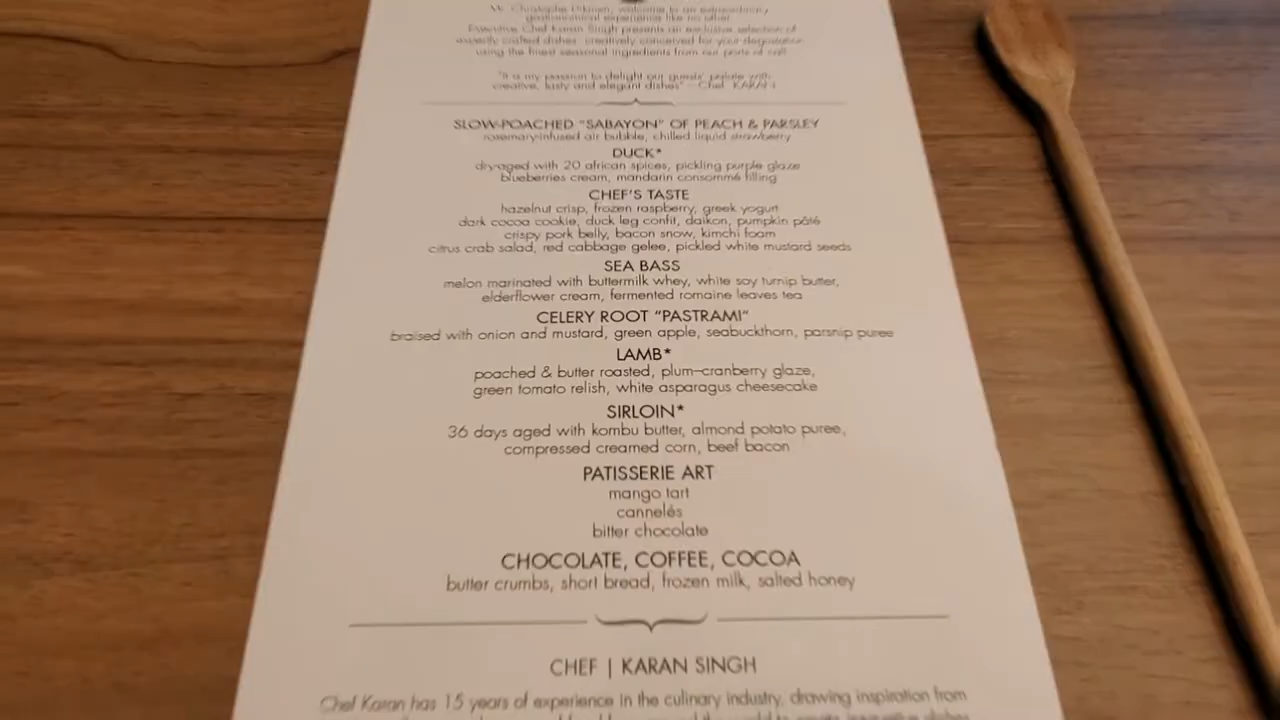 Mr. Christophe welcome to an extraordinary
gastronomical experience like no other.
Executive Chef Karan Singh presents an exclusive selection of
expertly crafted dishes, creatively conceived for your degustation
using the finest seasonal ingredients from our ports of call.
"It is my passion to delight our guests' palate with
creative, tasty and elegant dishes" – Chef KARAN
SLOW-POACHED "SABAYON" OF PEACH & PARSLEY
rosemary-infused air bubble, chilled liquid strawberry
DUCK*
dry-aged with 20 african spices, pickling purple glaze
blueberries cream, mandarin consommé filling
CHEF'S TASTE
hazelnut crisp, frozen raspberry, greek yogurt
dark cocoa cookie, duck leg confit, daikon, pumpkin pâté
crispy pork belly, bacon snow, kimchi foam
citrus crab salad, red cabbage gelee, pickled white mustard seeds
SEA BASS
melon marinated with buttermilk whey, white soy turnip butter,
elderflower cream, fermented romaine leaves tea
CELERY ROOT "PASTRAMI"
braised with onion and mustard, green apple, seabuckthorn, parsnip puree
LAMB*
poached & butter roasted, plum–cranberry glaze,
green tomato relish, white asparagus cheesecake
SIRLOIN*
36 days aged with kombu butter, almond potato puree,
compressed creamed corn, beef bacon
PATISSERIE ART
mango tart
cannelés
bitter chocolate
CHOCOLATE, COFFEE, COCOA
butter crumbs, short bread, frozen milk, salted honey
CHEF | KARAN SINGH
Chef Karan has 15 years of experience in the culinary industry, drawing inspiration from